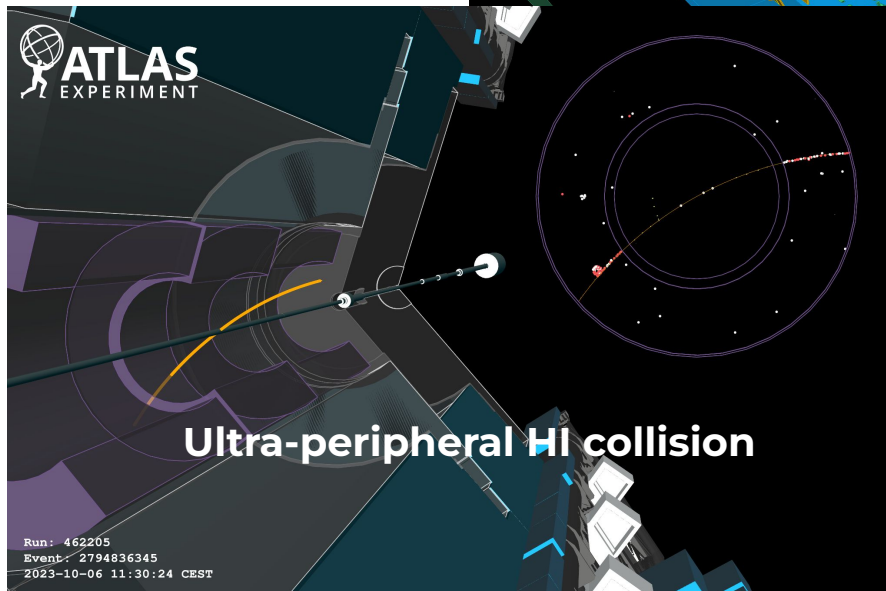 ATLAS
EXPERIMENT
Ultra-peripheral HI collision
Run: 462205
Event: 2794836345
2023-10-06 11:30:24 CEST